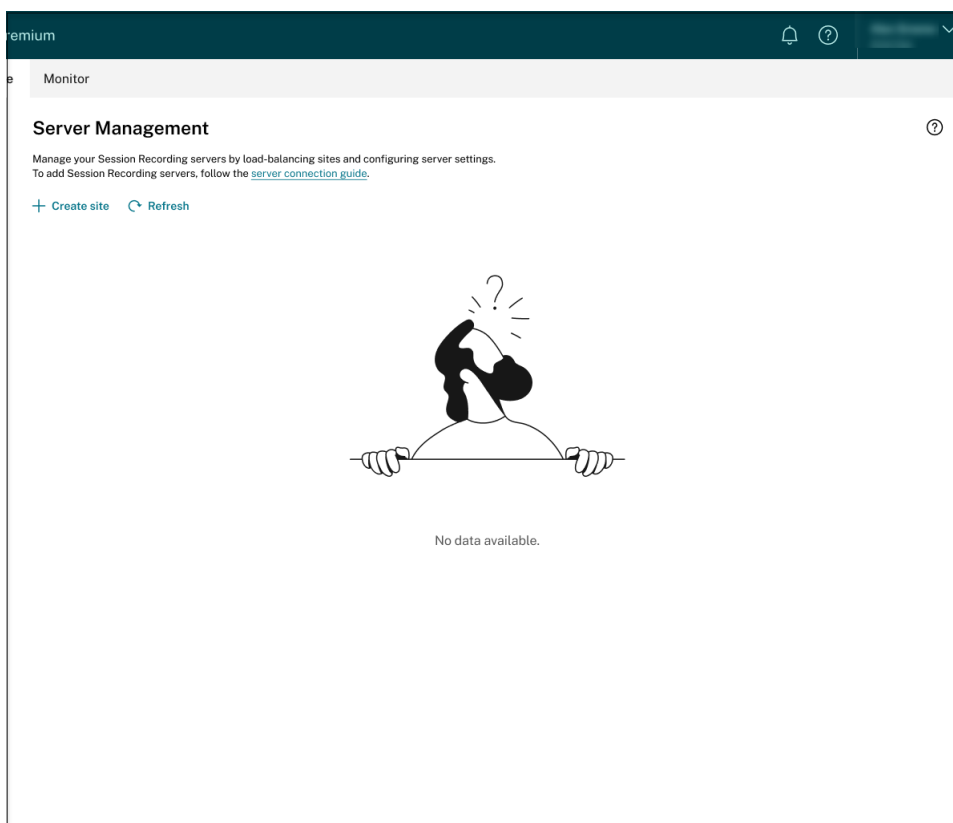 remium
e Monitor
Server Management
Manage your Session Recording servers by load-balancing sites and configuring server settings.
To add Session Recording servers, follow the server connection guide.
Create site Refresh
No data available.